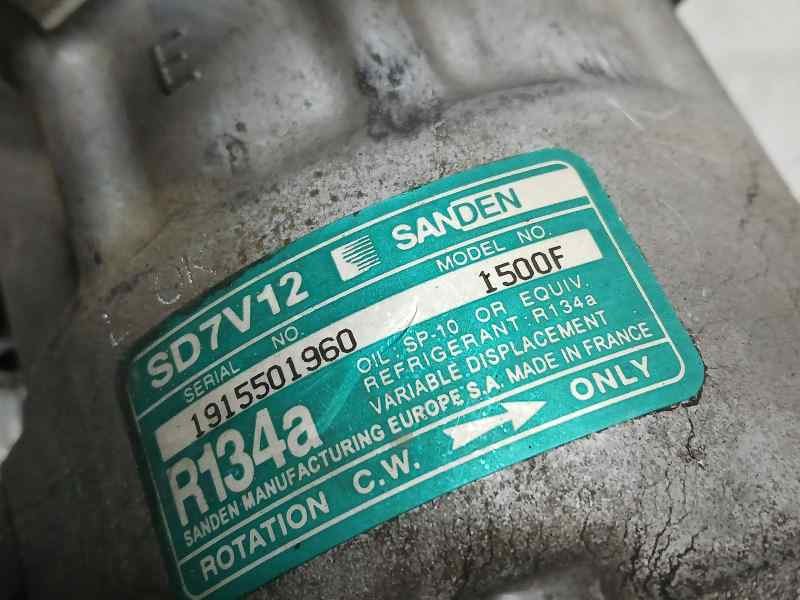 E
OK
SD7V12 SANDEN
SERIAL NO. MODEL NO.
1915501960 1500F
OIL: SP-10 OR EQUIV.
REFRIGERANT: R134a
VARIABLE DISPLACEMENT
R134a
SANDEN MANUFACTURING EUROPE S.A. MADE IN FRANCE
ROTATION C.W. ONLY